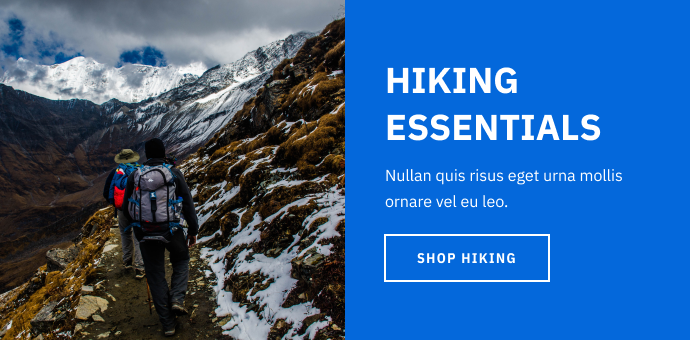 HIKING
ESSENTIALS
Nullan quis risus eget urna mollis
ornare vel eu leo.
SHOP HIKING